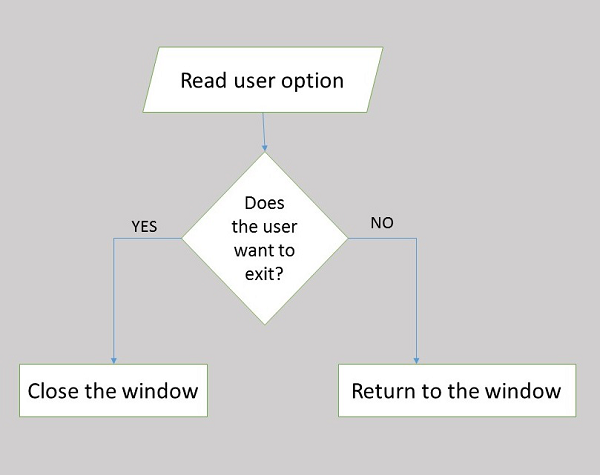 Read user option
Does
the user
want to
exit?
YES
NO
Close the window
Return to the window